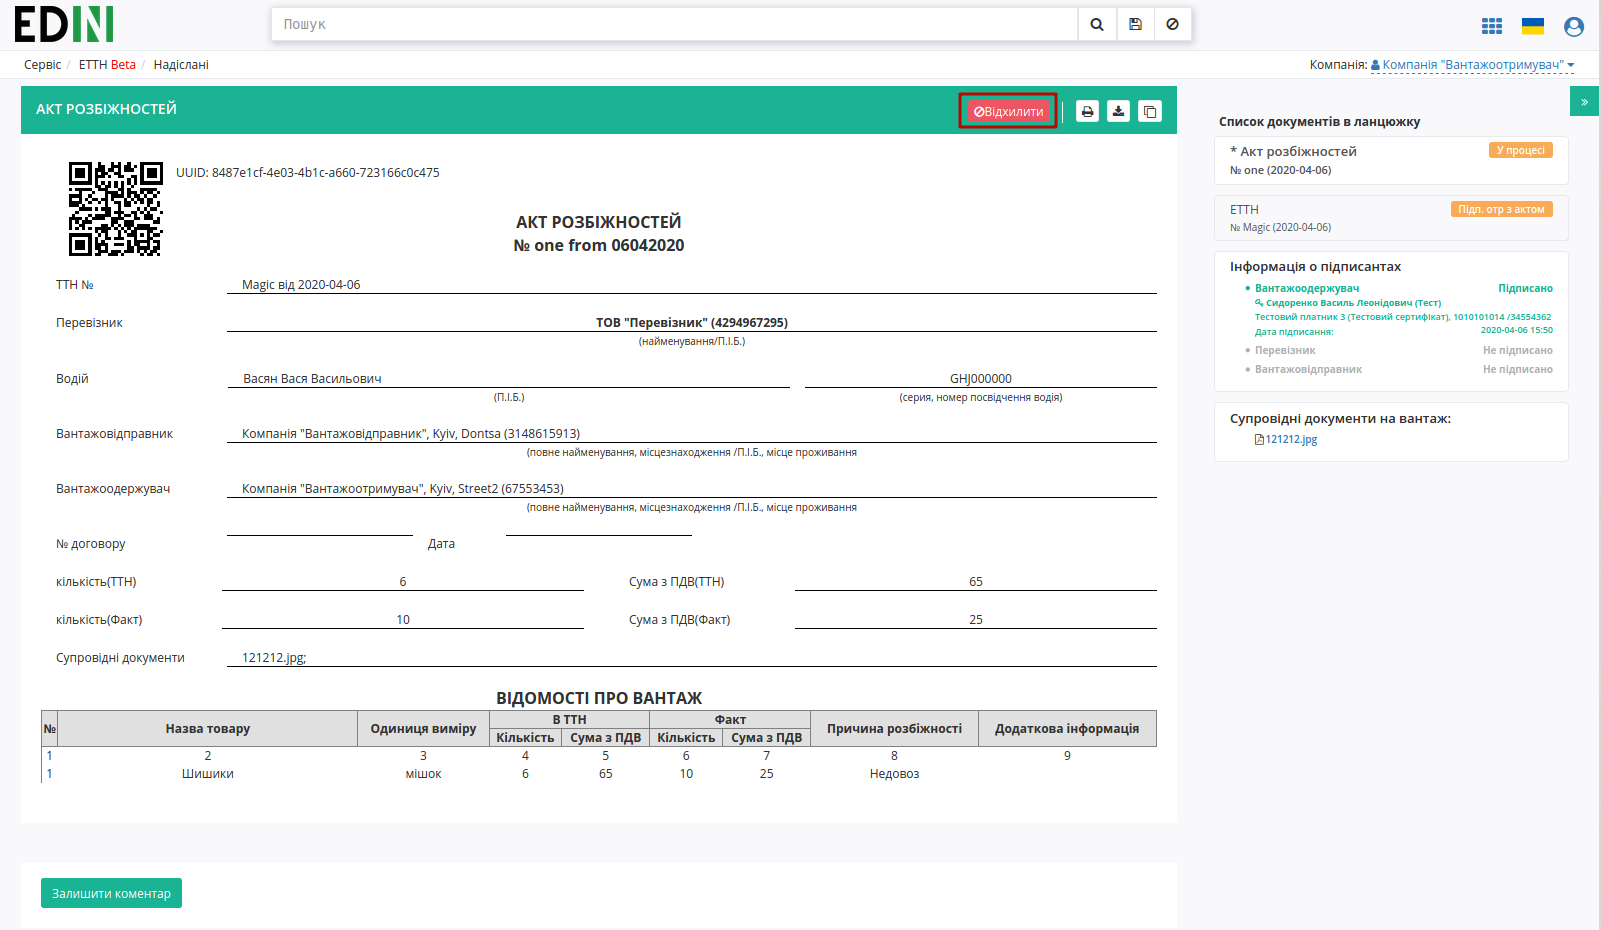 EDIN
Пошук
Сервіс / ЕТТН Beta / Надіслані
Компанія: Компанія "Вантажоотримувач"
АКТ РОЗБІЖНОСТЕЙ
Відхилити
»
UUID: 8487e1cf-4e03-4b1c-a660-723166c0c475
АКТ РОЗБІЖНОСТЕЙ
№ one from 06042020
ТТН № Magic від 2020-04-06
Перевізник ТОВ "Перевізник" (4294967295)
(найменування/П.І.Б.)
Водій Васян Вася Васильович GHJ000000
(П.І.Б.) (серия, номер посвідчення водія)
Вантажовідправник Компанія "Вантажовідправник", Kyiv, Dontsa (3148615913)
(повне найменування, місцезнаходження /П.І.Б., місце проживання
Вантажоодержувач Компанія "Вантажоотримувач", Kyiv, Street2 (67553453)
(повне найменування, місцезнаходження /П.І.Б., місце проживання
№ договору Дата
кількість(ТТН) 6 Сума з ПДВ(ТТН) 65
кількість(Факт) 10 Сума з ПДВ(Факт) 25
Супровідні документи 121212.jpg;
ВІДОМОСТІ ПРО ВАНТАЖ
№ Назва товару Одиниця виміру В ТТН Факт Причина розбіжності Додаткова інформація
Кількість Сума з ПДВ Кількість Сума з ПДВ
1 2 3 4 5 6 7 8 9
1 Шишики мішок 6 65 10 25 Недовоз
Залишити коментар
Список документів в ланцюжку
* Акт розбіжностей У процесі
№ one (2020-04-06)
ЕТТН Підп. отр з актом
№ Magic (2020-04-06)
Інформація о підписантах
Вантажоодержувач Підписано
Сидоренко Василь Леонідович (Тест)
Тестовий платник 3 (Тестовий сертифікат), 1010101014 /34554362
Дата підписання: 2020-04-06 15:50
Перевізник Не підписано
Вантажовідправник Не підписано
Супровідні документи на вантаж:
121212.jpg